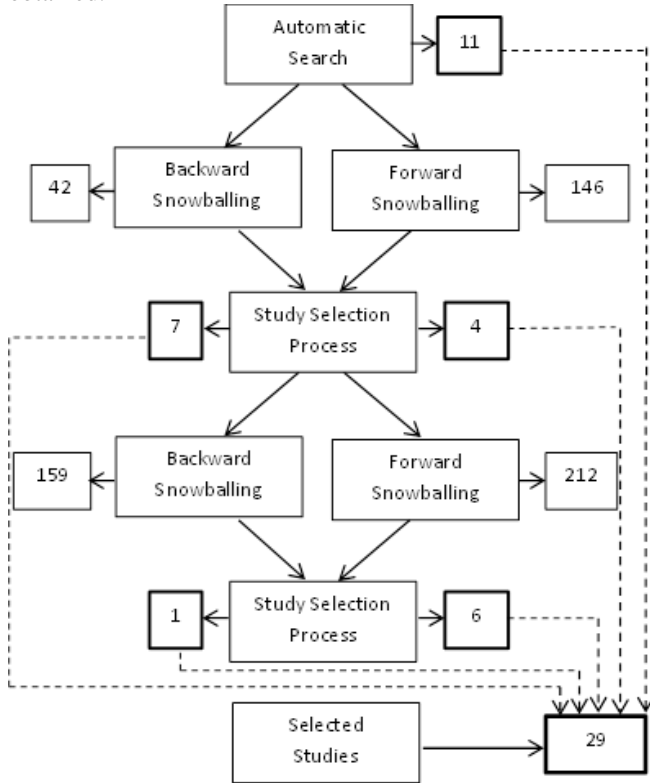 Automatic
Search
11
Backward
Snowballing
42
Forward
Snowballing
146
7
Study Selection
Process
4
159
Backward
Snowballing
Forward
Snowballing
212
1
Study Selection
Process
6
Selected
Studies
29